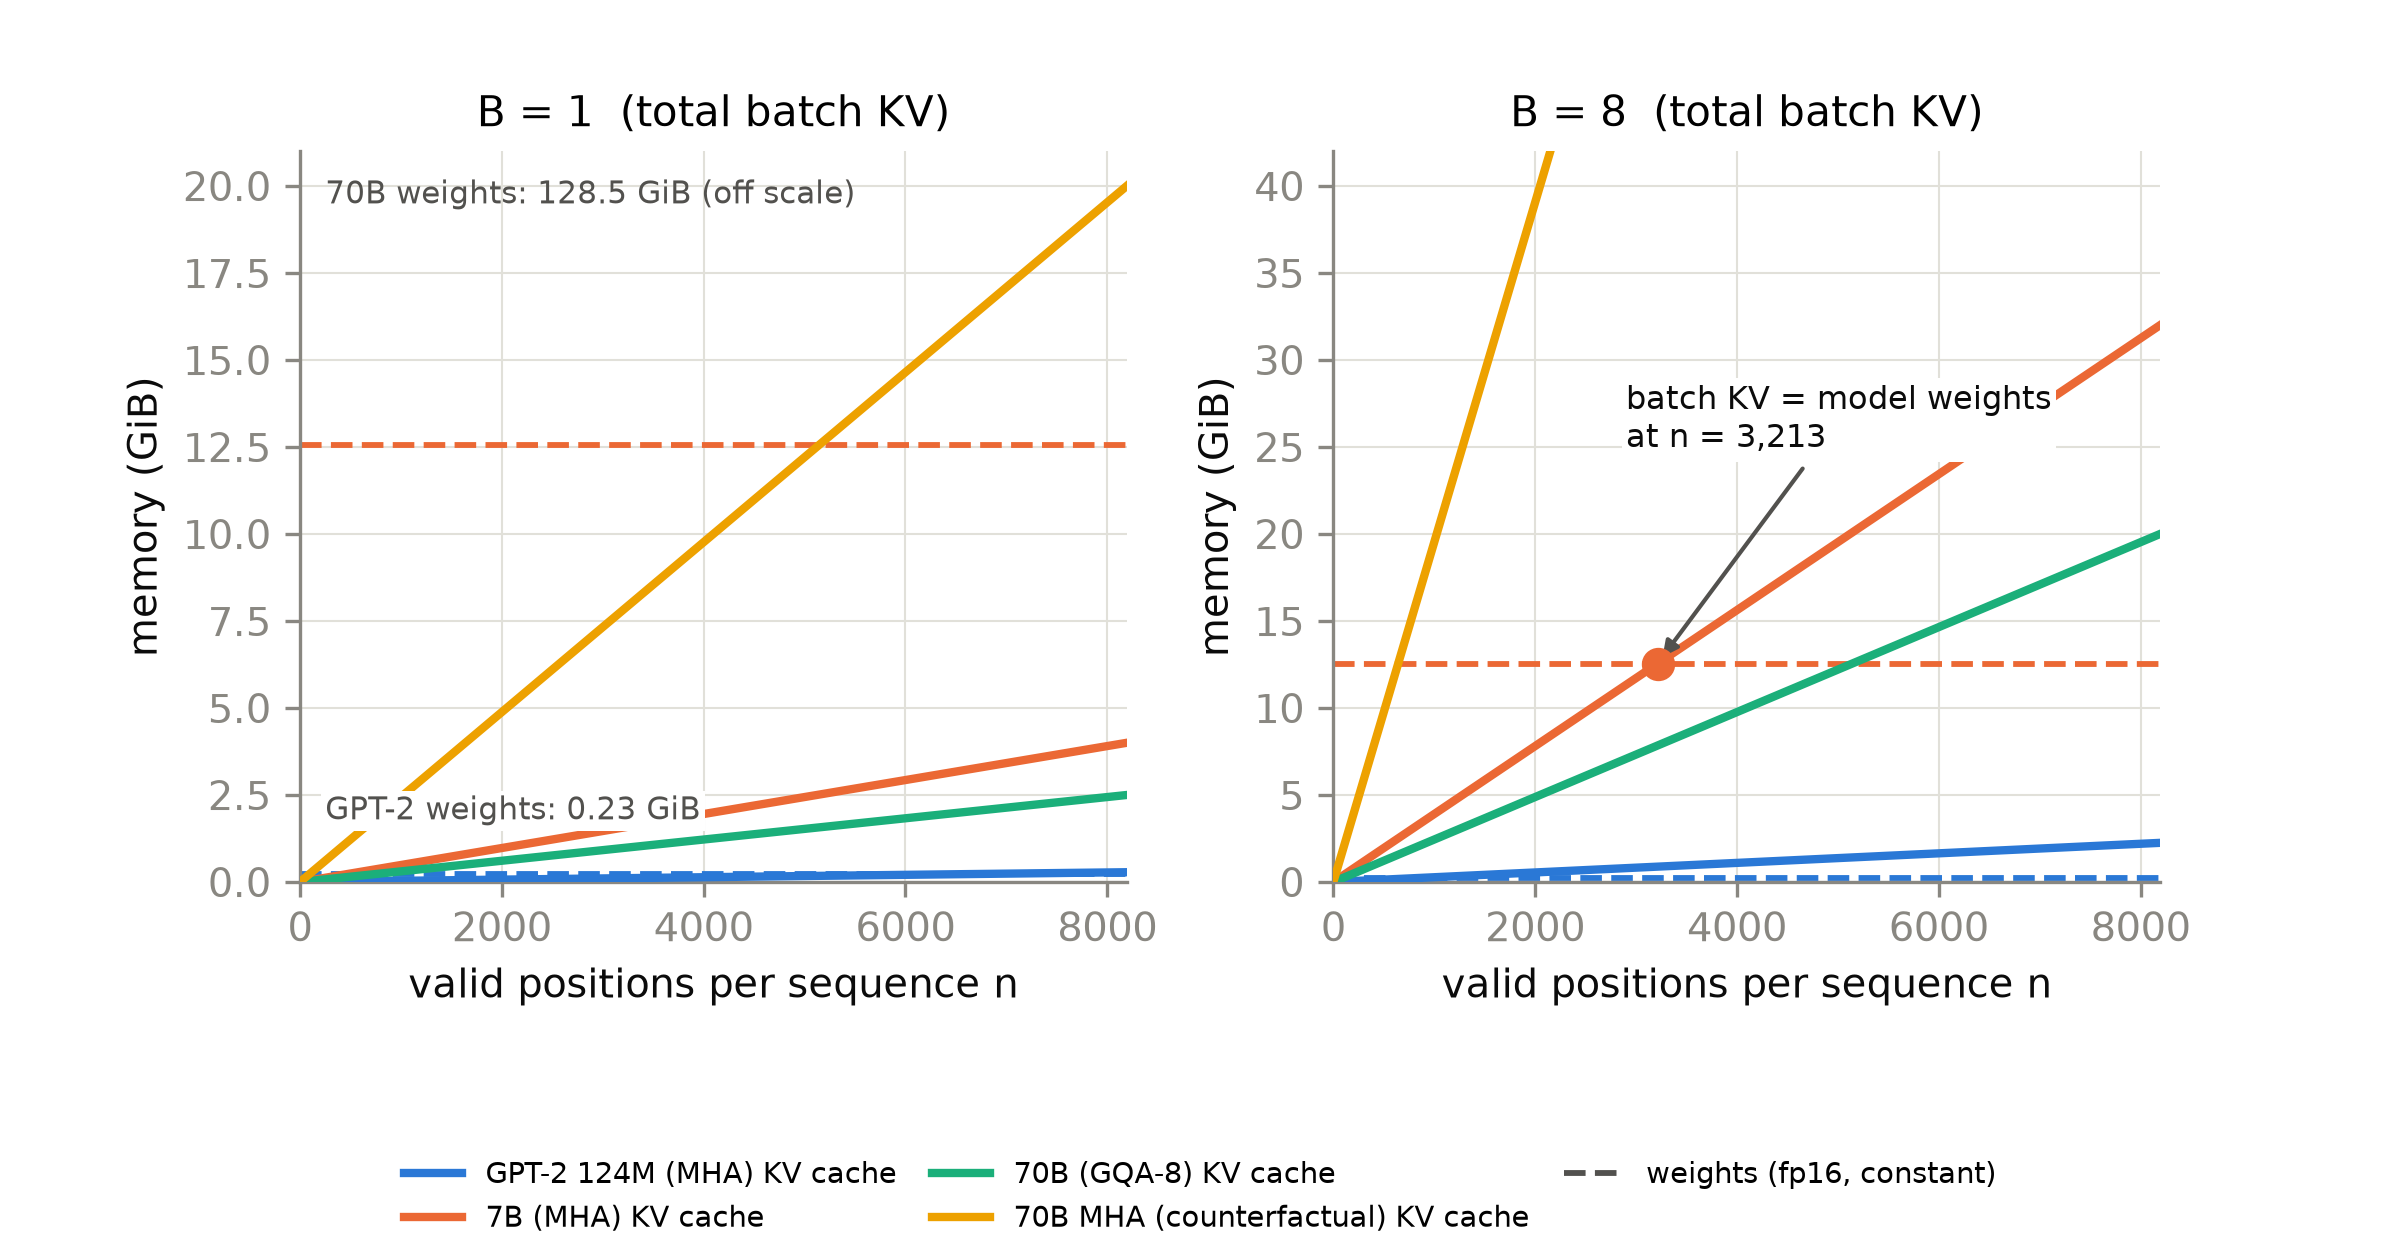 B = 1  (total batch KV)
20.0
17.5
15.0
12.5
10.0
7.5
5.0
2.5
0.0
memory (GiB)
70B weights: 128.5 GiB (off scale)
GPT-2 weights: 0.23 GiB
0 2000 4000 6000 8000
valid positions per sequence n
B = 8  (total batch KV)
40
35
30
25
20
15
10
5
0
memory (GiB)
batch KV = model weights
at n = 3,213
0 2000 4000 6000 8000
valid positions per sequence n
GPT-2 124M (MHA) KV cache
7B (MHA) KV cache
70B (GQA-8) KV cache
70B MHA (counterfactual) KV cache
weights (fp16, constant)